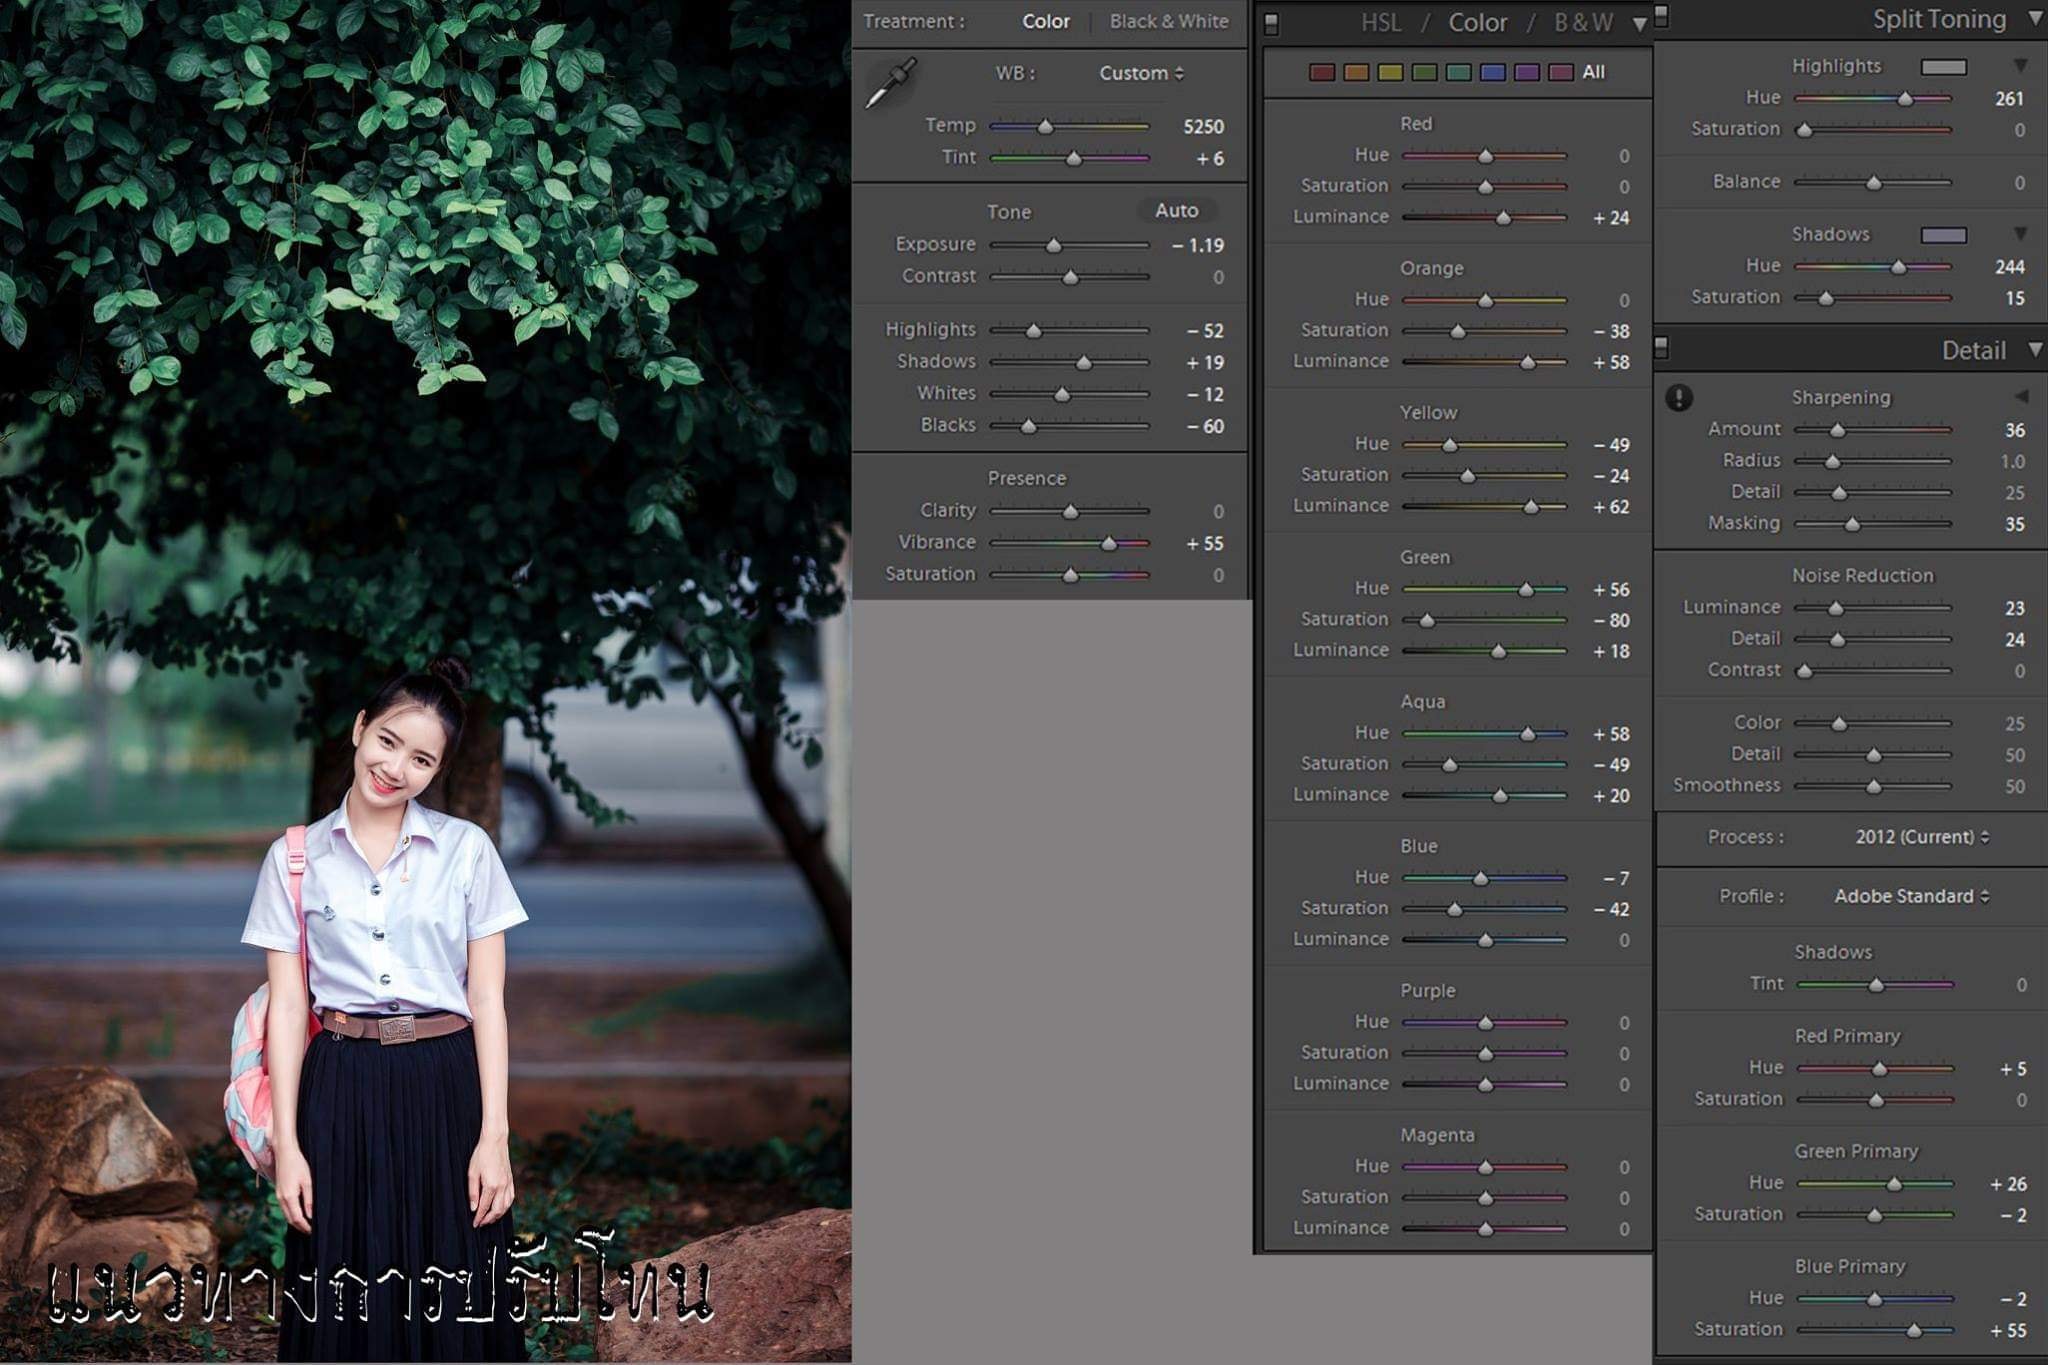 แนวทางการปรับโทน
Treatment : Color | Black & White
WB : Custom
Temp 5250
Tint + 6
Tone Auto
Exposure – 1.19
Contrast 0
Highlights – 52
Shadows + 19
Whites – 12
Blacks – 60
Presence
Clarity 0
Vibrance + 55
Saturation 0
HSL / Color / B & W
All
Red
Hue 0
Saturation 0
Luminance + 24
Orange
Hue 0
Saturation – 38
Luminance + 58
Yellow
Hue – 49
Saturation – 24
Luminance + 62
Green
Hue + 56
Saturation – 80
Luminance + 18
Aqua
Hue + 58
Saturation – 49
Luminance + 20
Blue
Hue – 7
Saturation – 42
Luminance 0
Purple
Hue 0
Saturation 0
Luminance 0
Magenta
Hue 0
Saturation 0
Luminance 0
Split Toning
Highlights
Hue 261
Saturation 0
Balance 0
Shadows
Hue 244
Saturation 15
Detail
Sharpening
Amount 36
Radius 1.0
Detail 25
Masking 35
Noise Reduction
Luminance 23
Detail 24
Contrast 0
Color 25
Detail 50
Smoothness 50
Process : 2012 (Current)
Profile : Adobe Standard
Shadows
Tint 0
Red Primary
Hue + 5
Saturation 0
Green Primary
Hue + 26
Saturation – 2
Blue Primary
Hue – 2
Saturation + 55